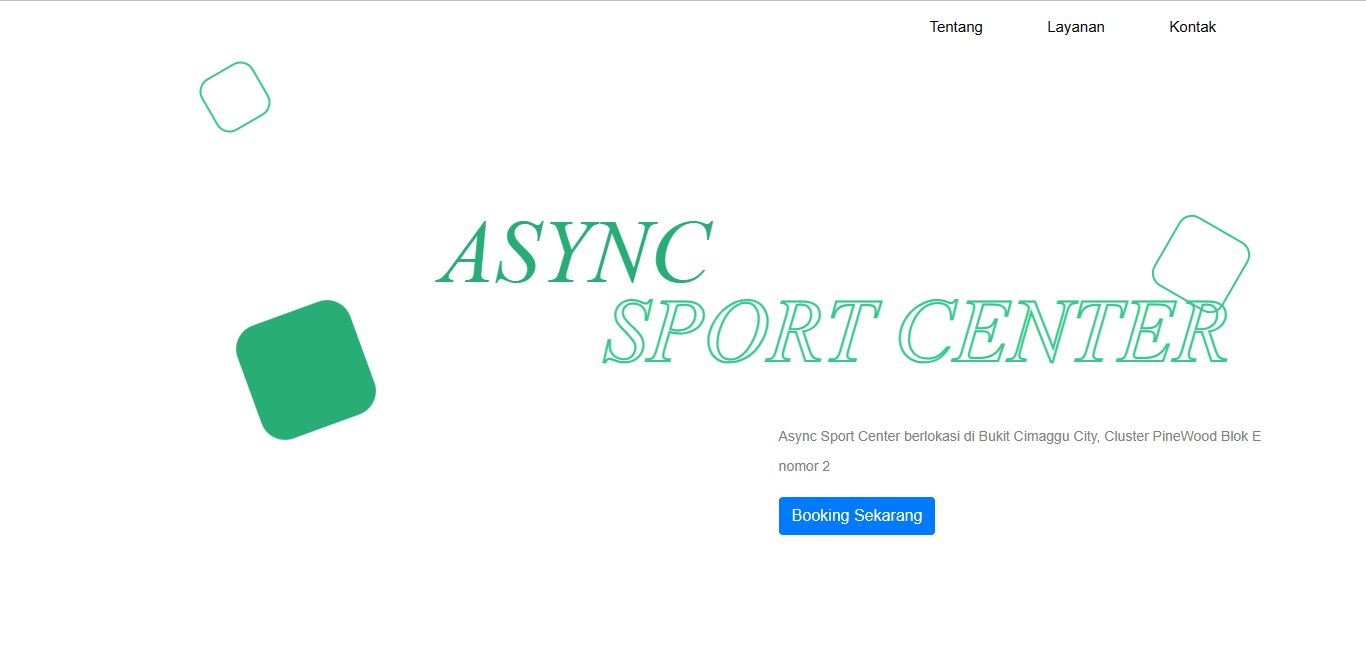 Tentang Layanan Kontak
ASYNC
SPORT CENTER
Async Sport Center berlokasi di Bukit Cimaggu City, Cluster PineWood Blok E
nomor 2
Booking Sekarang